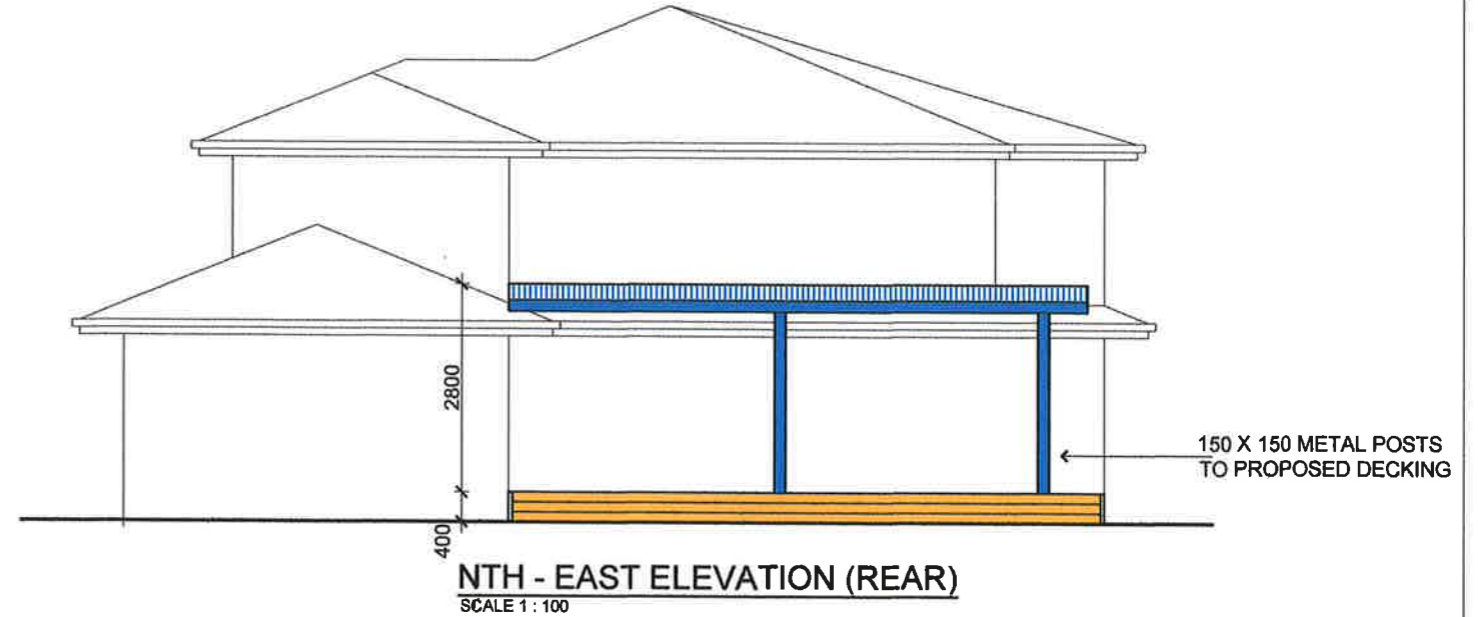 2800
400
150 X 150 METAL POSTS
TO PROPOSED DECKING
NTH - EAST ELEVATION (REAR)
SCALE 1 : 100